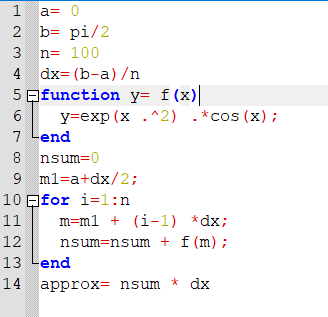 1 a= 0
2 b= pi/2
3 n= 100
4 dx=(b-a)/n
5 function y= f(x)
6 y=exp(x .^2) .*cos(x);
7 end
8 nsum=0
9 m1=a+dx/2;
10 for i=1:n
11 m=m1 + (i-1) *dx;
12 nsum=nsum + f(m);
13 end
14 approx= nsum * dx